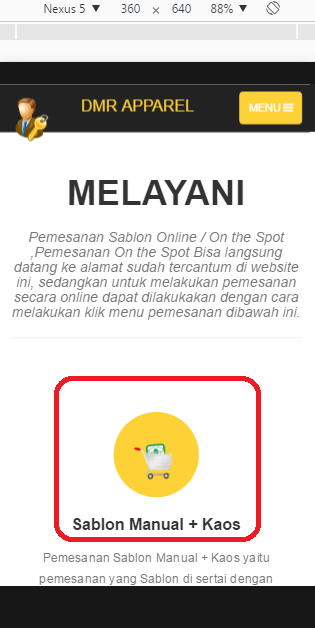 Nexus 5 ▼ 360 × 640 88% ▼
DMR APPAREL
MENU
MELAYANI
Pemesanan Sablon Online / On the Spot
,Pemesanan On the Spot Bisa langsung
datang ke alamat sudah tercantum di website
ini, sedangkan untuk melakukan pemesanan
secara online dapat dilakukakan dengan cara
melakukan klik menu pemesanan dibawah ini.
Sablon Manual + Kaos
Pemesanan Sablon Manual + Kaos yaitu
pemesanan yang Sablon di sertai dengan